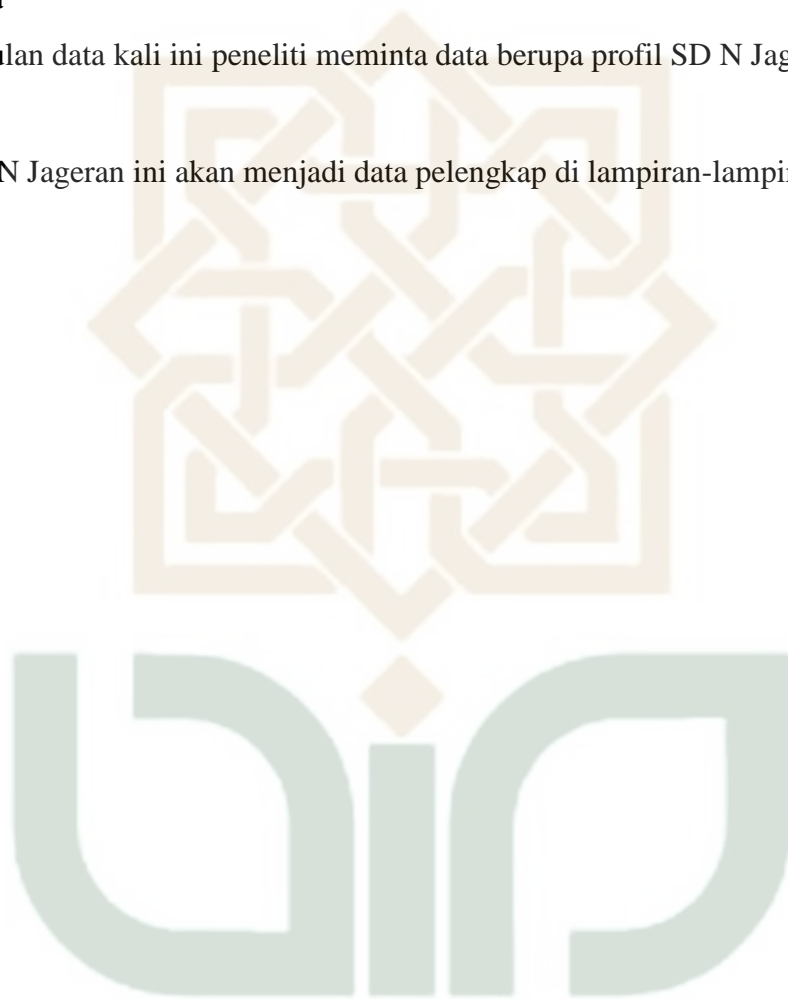 ulan data kali ini peneliti meminta data berupa profil SD N Jag
N Jageran ini akan menjadi data pelengkap di lampiran-lampir